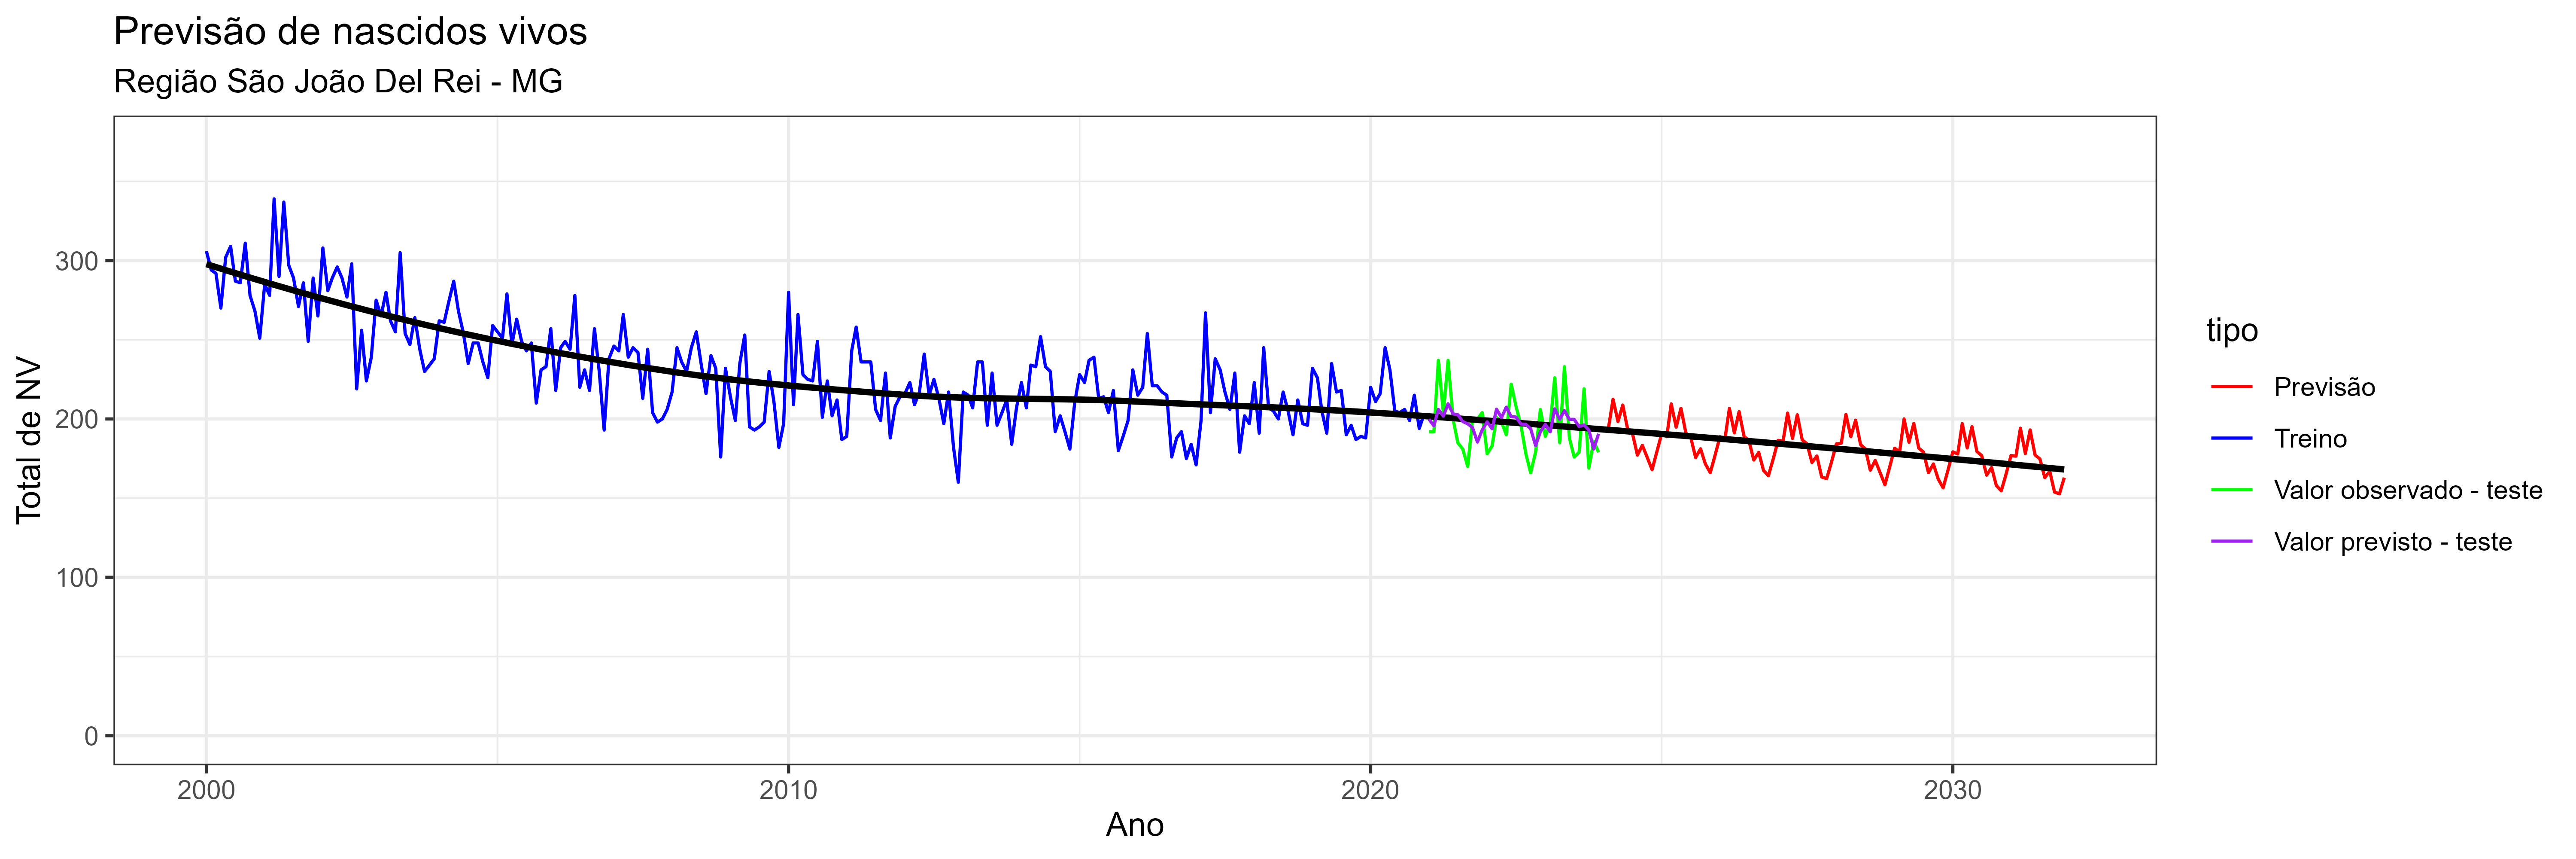 Previsão de nascidos vivos
Região São João Del Rei - MG
Total de NV
300
200
100
0
2000
2010
2020
2030
Ano
tipo
Previsão
Treino
Valor observado - teste
Valor previsto - teste